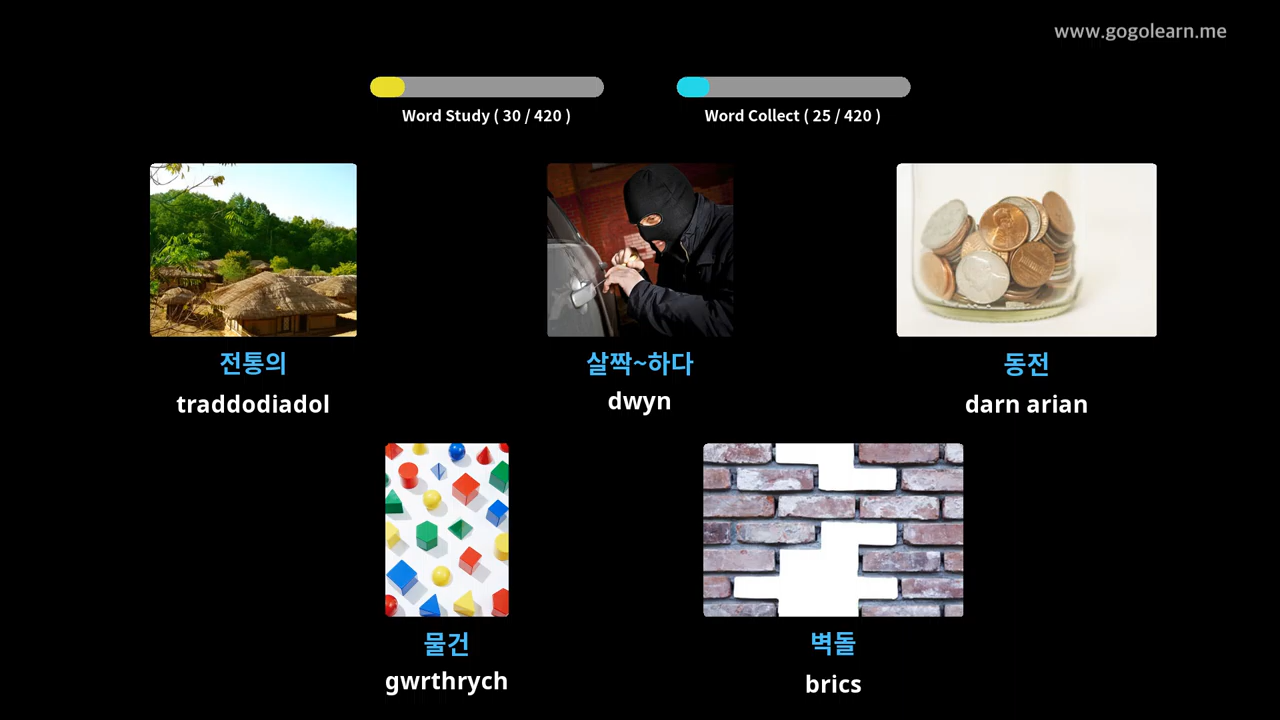 www.gogolearn.me
Word Study ( 30 / 420 )
Word Collect ( 25 / 420 )
전통의
살짝~하다
동전
traddodiadol
dwyn
darn arian
물건
벽돌
gwrthrych
brics